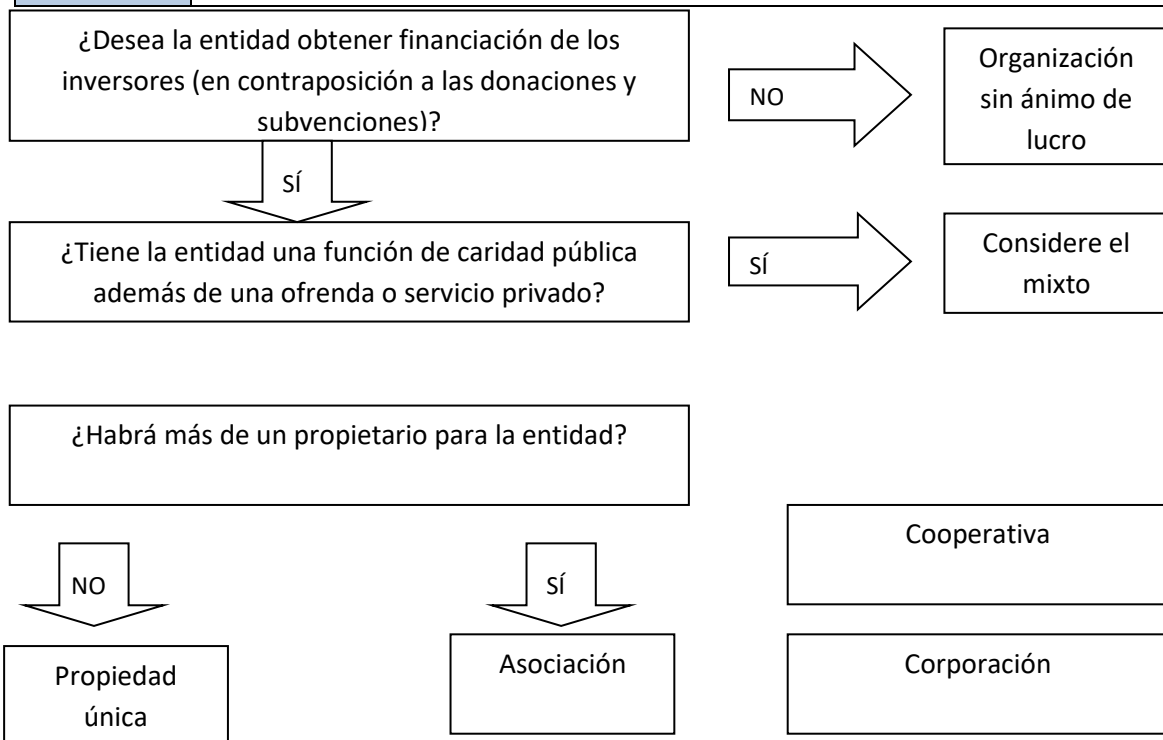 ¿Desea la entidad obtener financiación de los
inversores (en contraposición a las donaciones y
subvenciones)?
NO
Organización
sin ánimo de
lucro
SÍ
¿Tiene la entidad una función de caridad pública
además de una ofrenda o servicio privado?
SÍ
Considere el
mixto
¿Habrá más de un propietario para la entidad?
Cooperativa
NO
SÍ
Propiedad
única
Asociación
Corporación